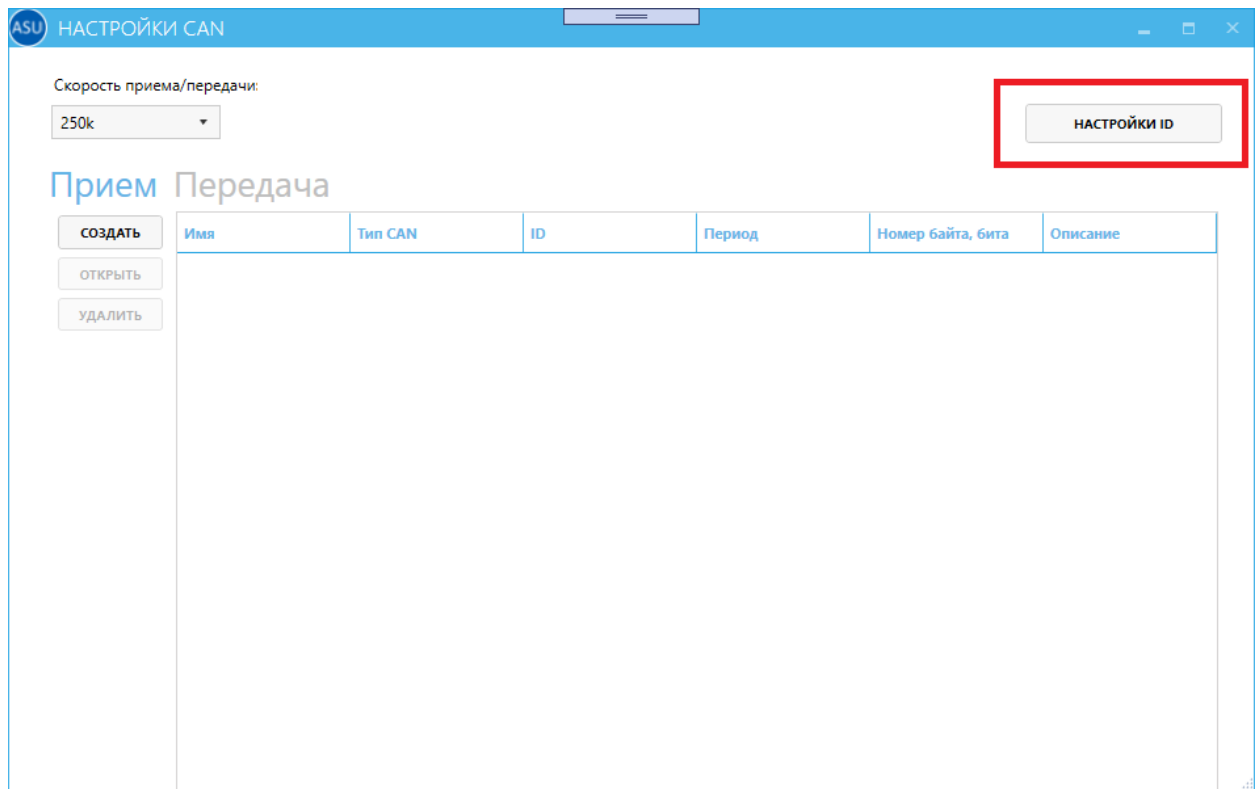 ASU НАСТРОЙКИ CAN
Скорость приема/передачи:
250k
НАСТРОЙКИ ID
Прием Передача
СОЗДАТЬ
ОТКРЫТЬ
УДАЛИТЬ
Имя Тип CAN ID Период Номер байта, бита Описание